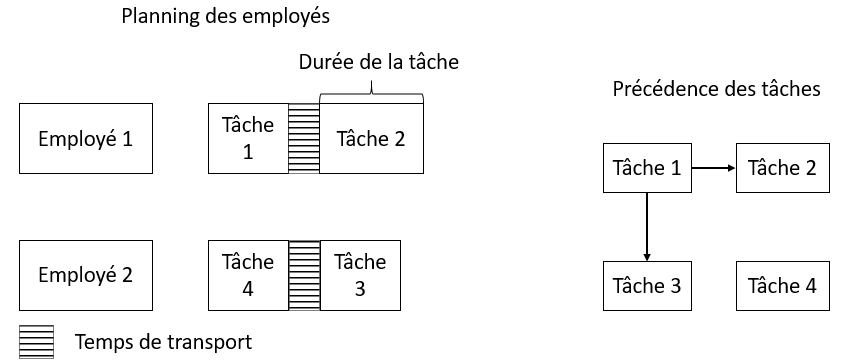 Planning des employés
Durée de la tâche
Précédence des tâches
Employé 1
Tâche
1
Tâche 2
Tâche 1
Tâche 2
Employé 2
Tâche
4
Tâche
3
Tâche 3
Tâche 4
Temps de transport